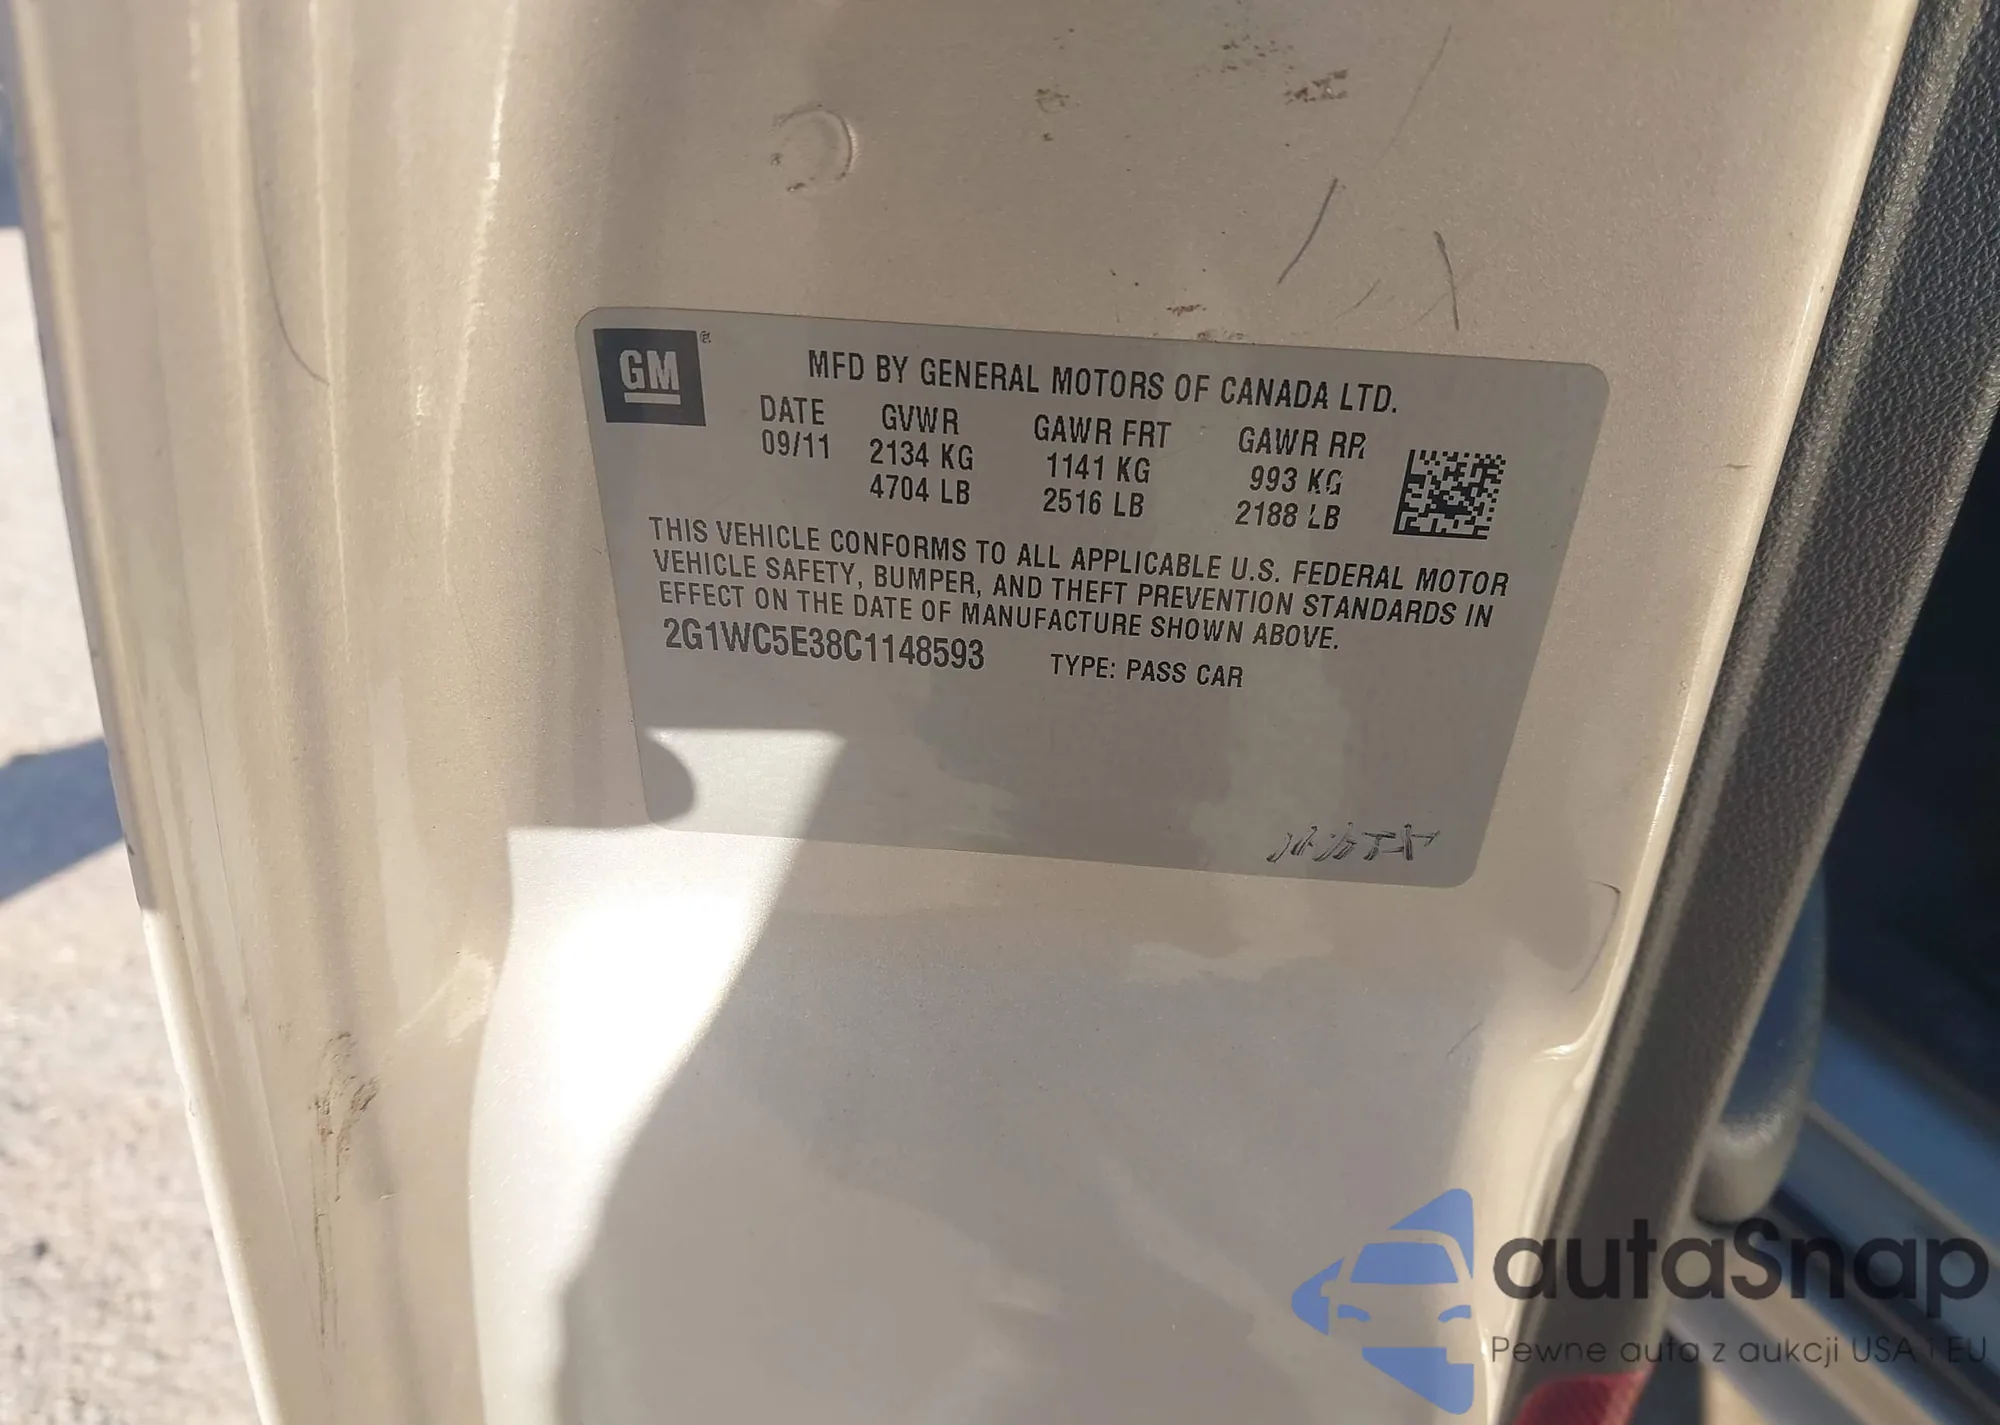 GM
MFD BY GENERAL MOTORS OF CANADA LTD.
DATE GVWR GAWR FRT GAWR RR
09/11 2134 KG 1141 KG 993 KG
4704 LB 2516 LB 2188 LB
THIS VEHICLE CONFORMS TO ALL APPLICABLE U.S. FEDERAL MOTOR
VEHICLE SAFETY, BUMPER, AND THEFT PREVENTION STANDARDS IN
EFFECT ON THE DATE OF MANUFACTURE SHOWN ABOVE.
2G1WC5E38C1148593 TYPE: PASS CAR
autaSnap
Pewne auta z aukcji USA i EU